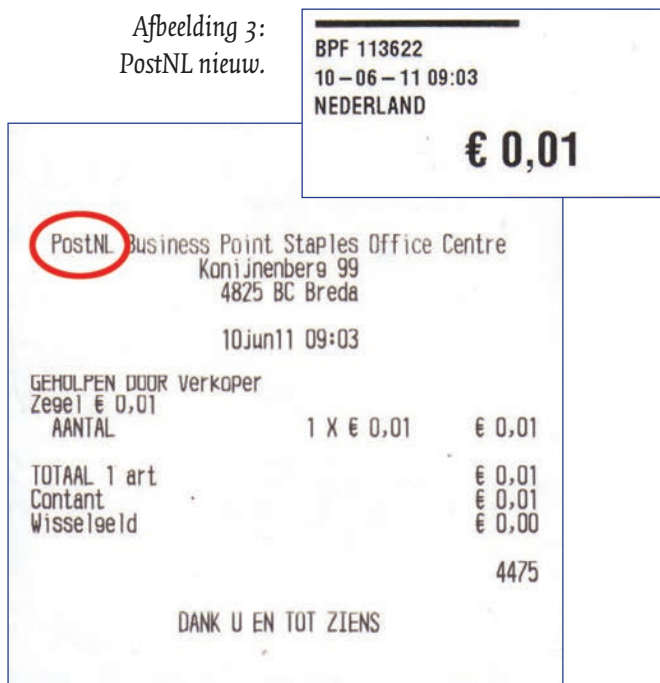 Afbeelding 3:
PostNL nieuw.
BPF 113622
10–06–11 09:03
NEDERLAND
€ 0,01
PostNL Business Point Staples Office Centre
Konijnenberg 99
4825 BC Breda
10jun11 09:03
GEHOLPEN DOOR Verkoper
Zegel € 0,01
AANTAL 1 X € 0,01 € 0,01
TOTAAL 1 art € 0,01
Contant € 0,01
Wisselgeld € 0,00
4475
DANK U EN TOT ZIENS